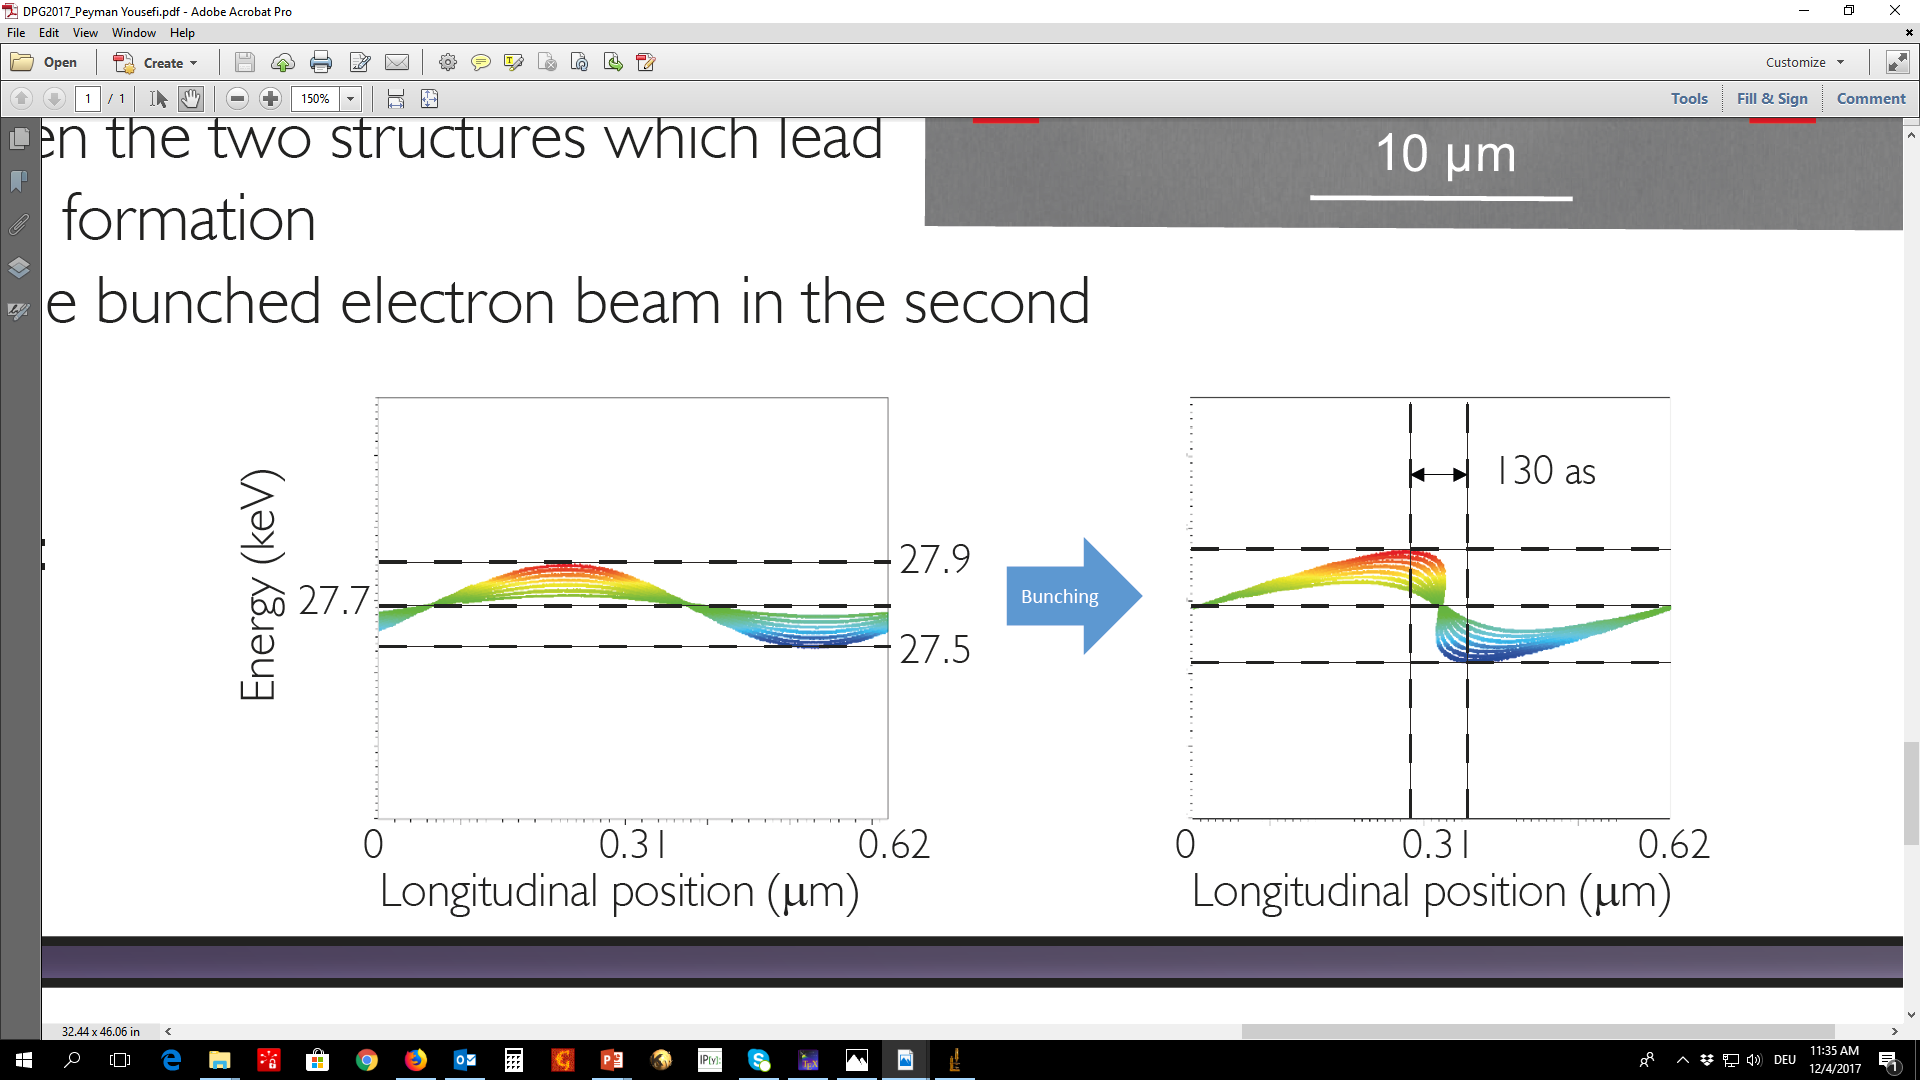 DPG2017_Peyman Yousefi.pdf - Adobe Acrobat Pro
File Edit View Window Help
Open Create Customize
1 / 1 150% Tools Fill & Sign Comment
en the two structures which lead
formation
e bunched electron beam in the second
10 µm
Energy (keV)
27.7
27.9
27.5
0 0.31 0.62
Longitudinal position (µm)
Bunching
130 as
0 0.31 0.62
Longitudinal position (µm)
32.44 x 46.06 in
DEU
11:35 AM
12/4/2017